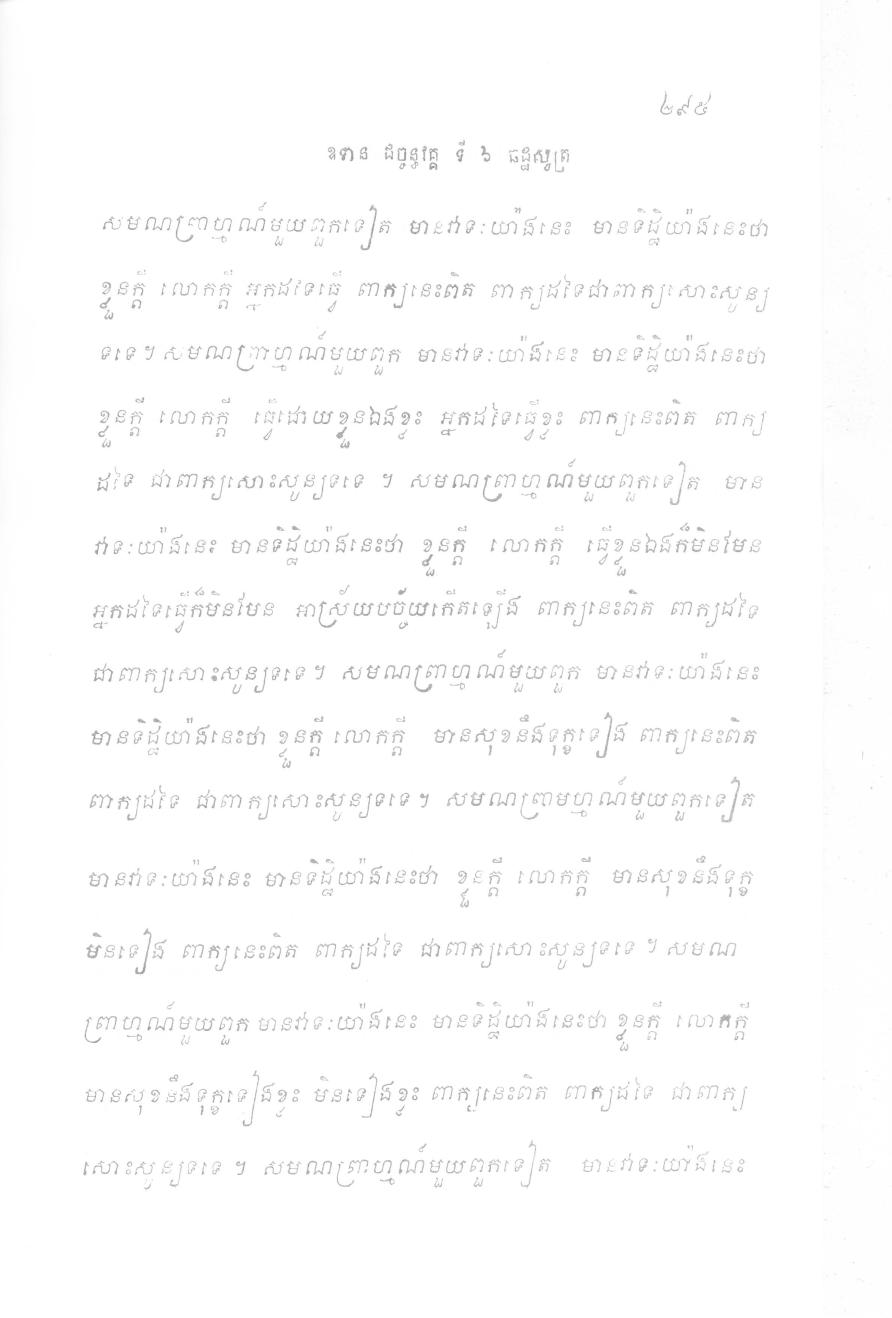 ២៩៥
ឧទាន ជច្ចន្ធវគ្គ ទី ៦ ធដ្ឋសូត្រ
សមណព្រាហ្មណ៍មួយពួកទៀត មានវាទៈយ៉ាងនេះ មានទិដ្ឋិយ៉ាងនេះថា
ខ្លួនក្តី លោកក្តី អ្នកដទៃធ្វើ ពាក្យនេះពិត ពាក្យដទៃជាពាក្យសោះសូន្យ
ទទេ។ សមណព្រាហ្មណ៍មួយពួក មានវាទៈយ៉ាងនេះ មានទិដ្ឋិយ៉ាងនេះថា
ខ្លួនក្តី លោកក្តី ធ្វើដោយខ្លួនឯងខ្លះ អ្នកដទៃធ្វើខ្លះ ពាក្យនេះពិត ពាក្យ
ដទៃ ជាពាក្យសោះសូន្យទទេ ។ សមណព្រាហ្មណ៍មួយពួកទៀត មាន
វាទៈយ៉ាងនេះ មានទិដ្ឋិយ៉ាងនេះថា ខ្លួនក្តី លោកក្តី ធ្វើខ្លួនឯងក៏មិនមែន
អ្នកដទៃធ្វើក៏មិនមែន អាស្រ័យបច្ច័យកើតឡើង ពាក្យនេះពិត ពាក្យដទៃ
ជាពាក្យសោះសូន្យទទេ។ សមណព្រាហ្មណ៍មួយពួក មានវាទៈយ៉ាងនេះ
មានទិដ្ឋិយ៉ាងនេះថា ខ្លួនក្តី លោកក្តី មានសុខនឹងទុក្ខទៀង ពាក្យនេះពិត
ពាក្យដទៃ ជាពាក្យសោះសូន្យទទេ។ សមណព្រាមហ្មណ៍មួយពួកទៀត
មានវាទៈយ៉ាងនេះ មានទិដ្ឋិយ៉ាងនេះថា ខ្លួនក្តី លោកក្តី មានសុខនឹងទុក្ខ
មិនទៀង ពាក្យនេះពិត ពាក្យដទៃ ជាពាក្យសោះសូន្យទទេ ។ សមណ
ព្រាហ្មណ៍មួយពួក មានវាទៈយ៉ាងនេះ មានទិដ្ឋិយ៉ាងនេះថា ខ្លួនក្តី លោកក្តី
មានសុខនឹងទុក្ខទៀងខ្លះ មិនទៀងខ្លះ ពាក្យនេះពិត ពាក្យដទៃ ជាពាក្យ
សោះសូន្យទទេ ។ សមណព្រាហ្មណ៍មួយពួកទៀត មានវាទៈយ៉ាងនេះ